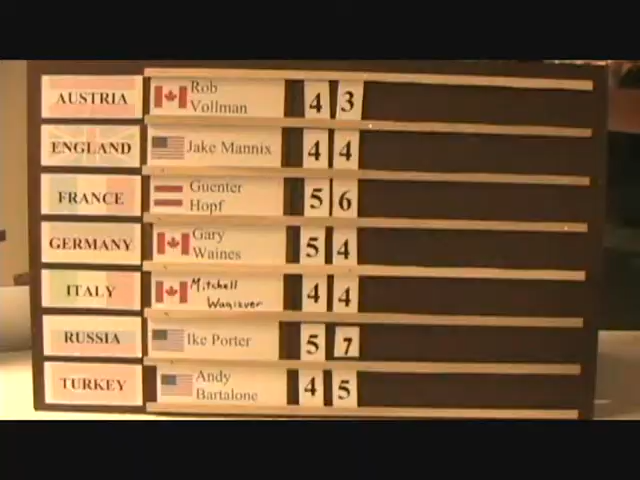 AUSTRIA Rob Vollman 4 3
ENGLAND Jake Mannix 4 4
FRANCE Guenter Hopf 5 6
GERMANY Gary Waines 5 4
ITALY Mitchell 4 4
RUSSIA Ike Porter 5 7
TURKEY Andy Bartalone 4 5